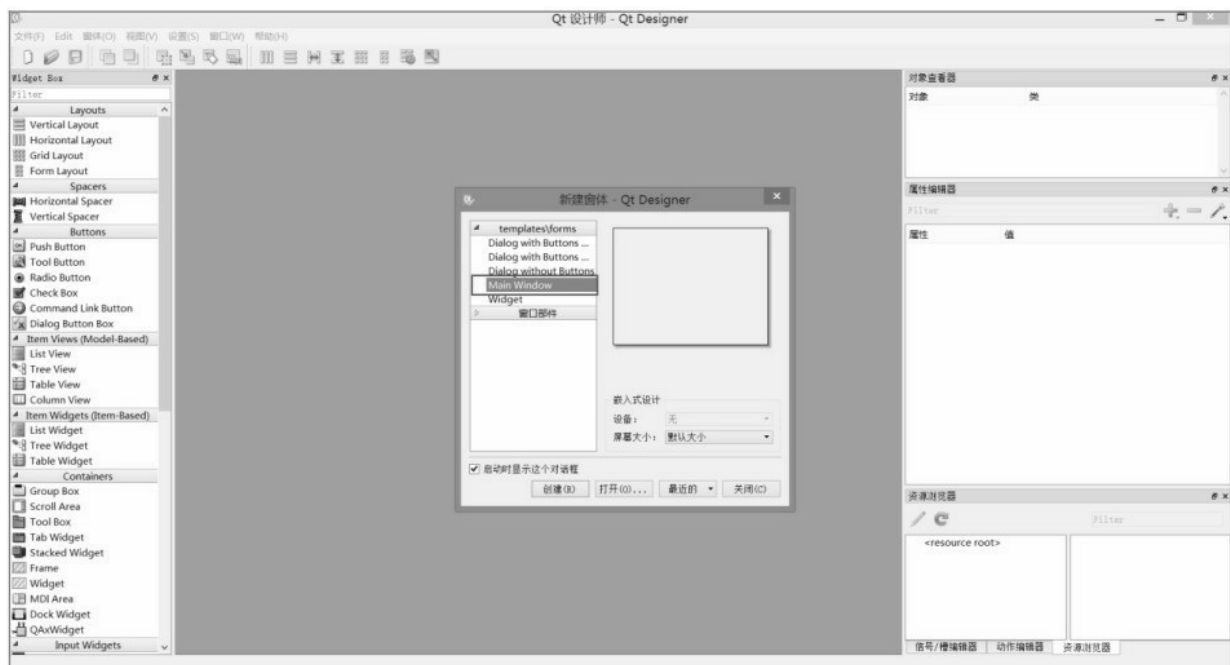 Qt 设计师 - Qt Designer
文件(F) Edit 窗体(O) 视图(V) 设置(S) 窗口(W) 帮助(H)
Widget Box
Filter
Layouts
Vertical Layout
Horizontal Layout
Grid Layout
Form Layout
Spacers
Horizontal Spacer
Vertical Spacer
Buttons
Push Button
Tool Button
Radio Button
Check Box
Command Link Button
Dialog Button Box
Item Views (Model-Based)
List View
Tree View
Table View
Column View
Item Widgets (Item-Based)
List Widget
Tree Widget
Table Widget
Containers
Group Box
Scroll Area
Tool Box
Tab Widget
Stacked Widget
Frame
Widget
MDI Area
Dock Widget
QAxWidget
Input Widgets
新建窗体 - Qt Designer
templates\forms
Dialog with Buttons ...
Dialog with Buttons ...
Dialog without Buttons
Main Window
Widget
窗口部件
嵌入式设计
设备： 无
屏幕大小： 默认大小
启动时显示这个对话框
创建(R) 打开(O)... 最近的 关闭(C)
对象查看器
对象 类
属性编辑器
Filter
属性 值
资源浏览器
Filter
<resource root>
信号/槽编辑器 动作编辑器 资源浏览器